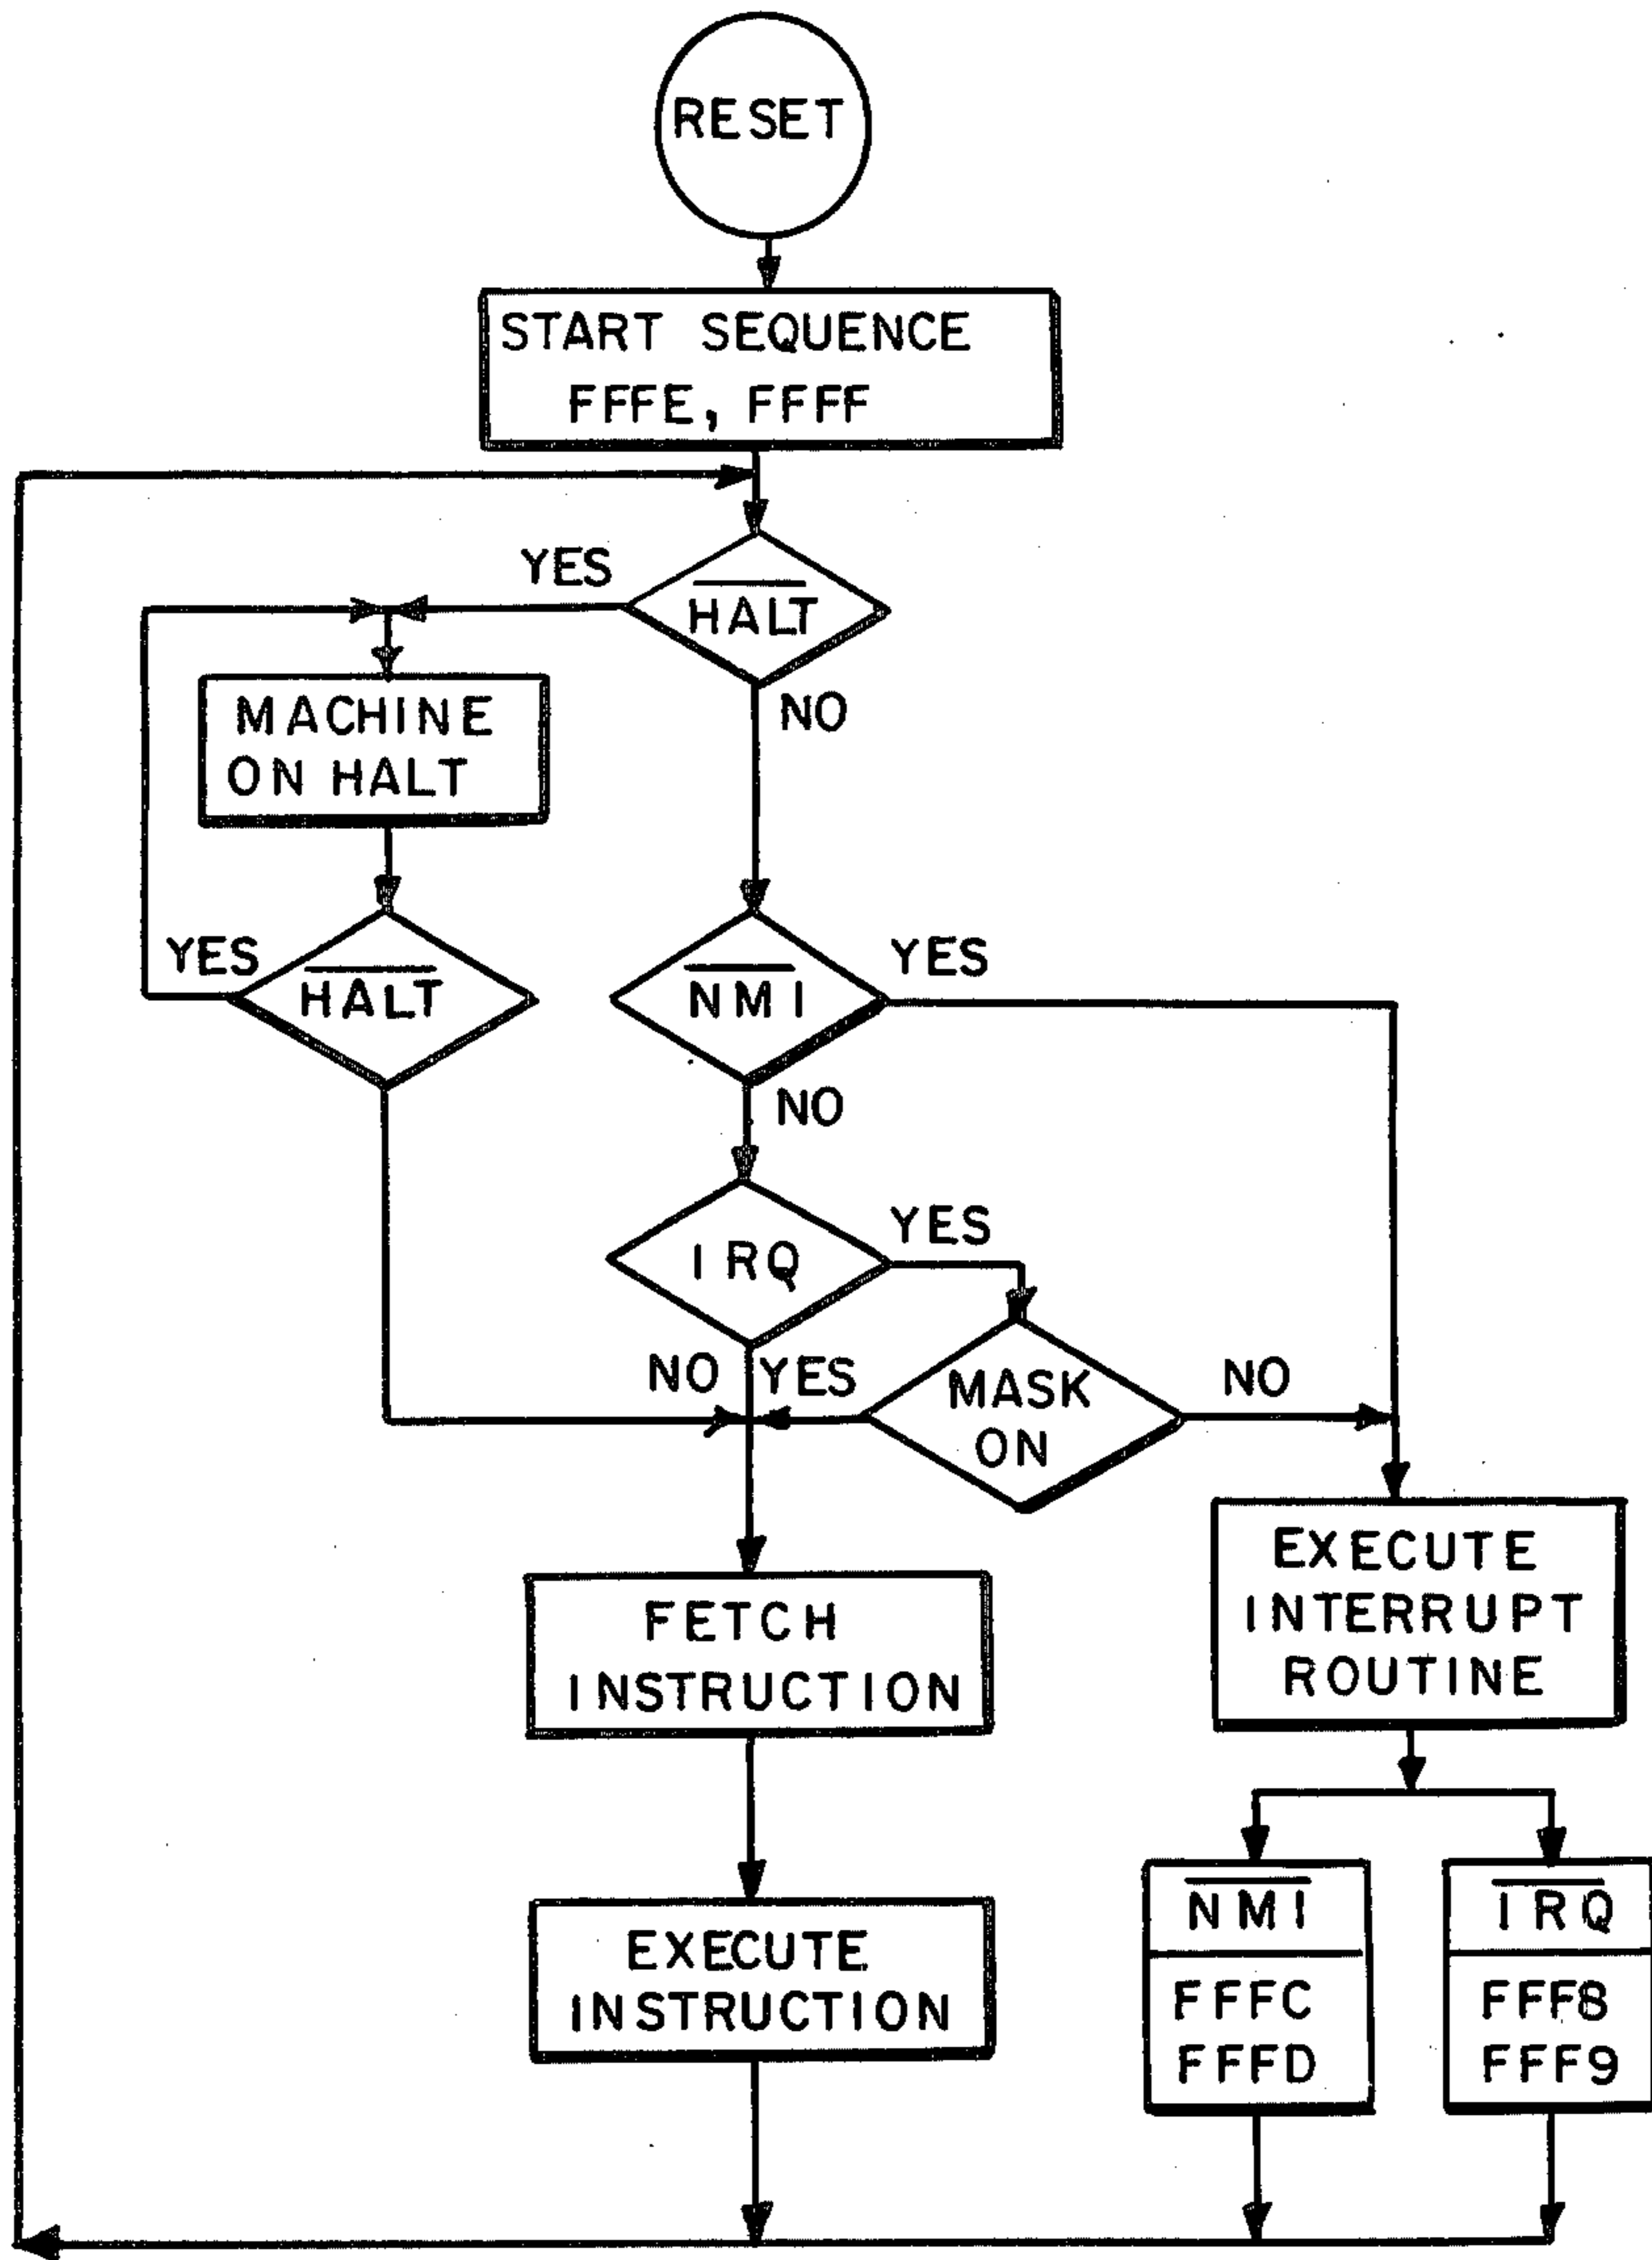 RESET
START SEQUENCE
FFFE, FFFF
YES
HALT
NO
MACHINE
ON HALT
YES
HALT
NMI
YES
NO
IRQ
YES
NO
YES
MASK
ON
NO
FETCH
INSTRUCTION
EXECUTE
INTERRUPT
ROUTINE
EXECUTE
INSTRUCTION
NMI
FFFC
FFFD
IRQ
FFF8
FFF9